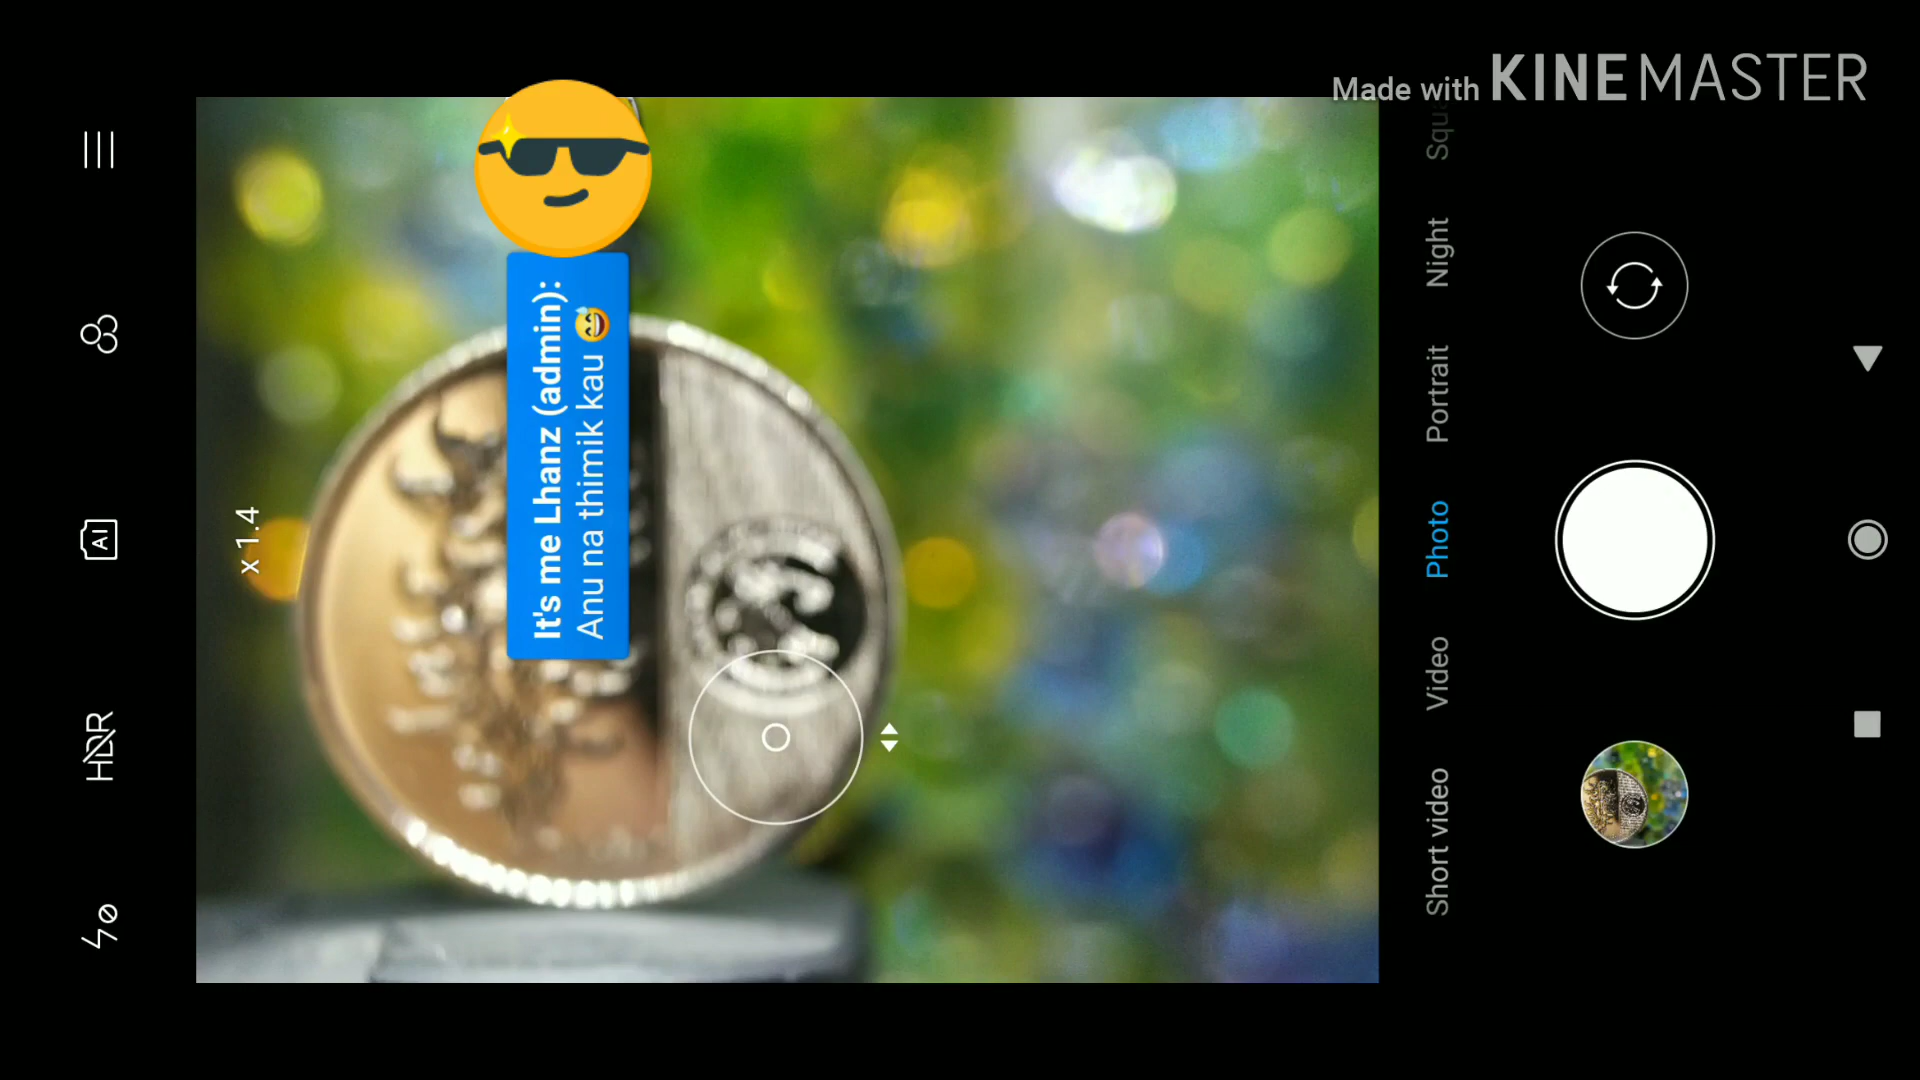 Made with KINEMASTER
It's me Lhanz (admin):
Anu na thimik kau 😅
x 1.4
AI
HDR
Night
Portrait
Photo
Video
Short video